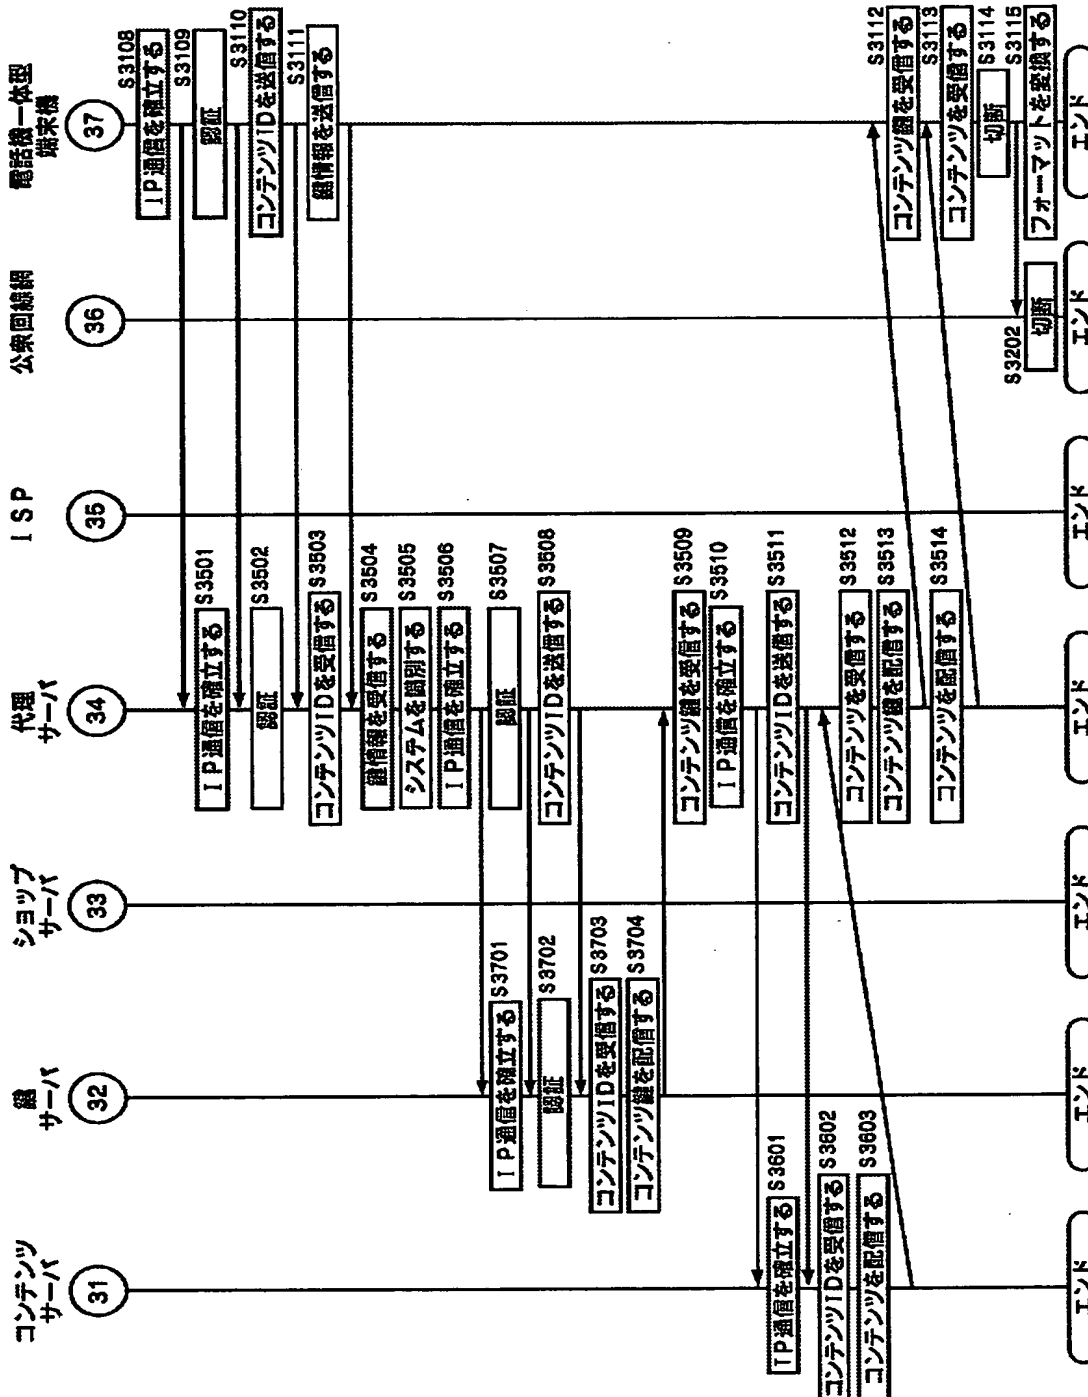 コンテンツ
サーバ
31
鍵
サーバ
32
ショップ
サーバ
33
代理
サーバ
34
ISP
35
公衆回線網
36
電話機一体型
端末機
37
S3108
IP通信を確立する
S3109
認証
S3110
コンテンツIDを送信する
S3111
鍵情報を送信する
IP通信を確立する S3501
認証 S3502
コンテンツIDを受信する S3503
鍵情報を受信する S3504
システムを個別する S3505
IP通信を確立する S3506
認証 S3507
コンテンツIDを送信する S3508
IP通信を確立する S3701
認証 S3702
コンテンツIDを受信する S3703
コンテンツ鍵を配信する S3704
コンテンツ鍵を受信する S3509
IP通信を確立する S3510
コンテンツIDを送信する S3511
IP通信を確立する S3601
コンテンツIDを受信する S3602
コンテンツを配信する S3603
コンテンツを受信する S3512
コンテンツ鍵を配信する S3513
コンテンツを配信する S3514
コンテンツ鍵を受信する S3112
コンテンツを受信する S3113
切断 S3114
S3202
切断
フォーマットを変換する S3115
エンド
エンド
エンド
エンド
エンド
エンド
エンド